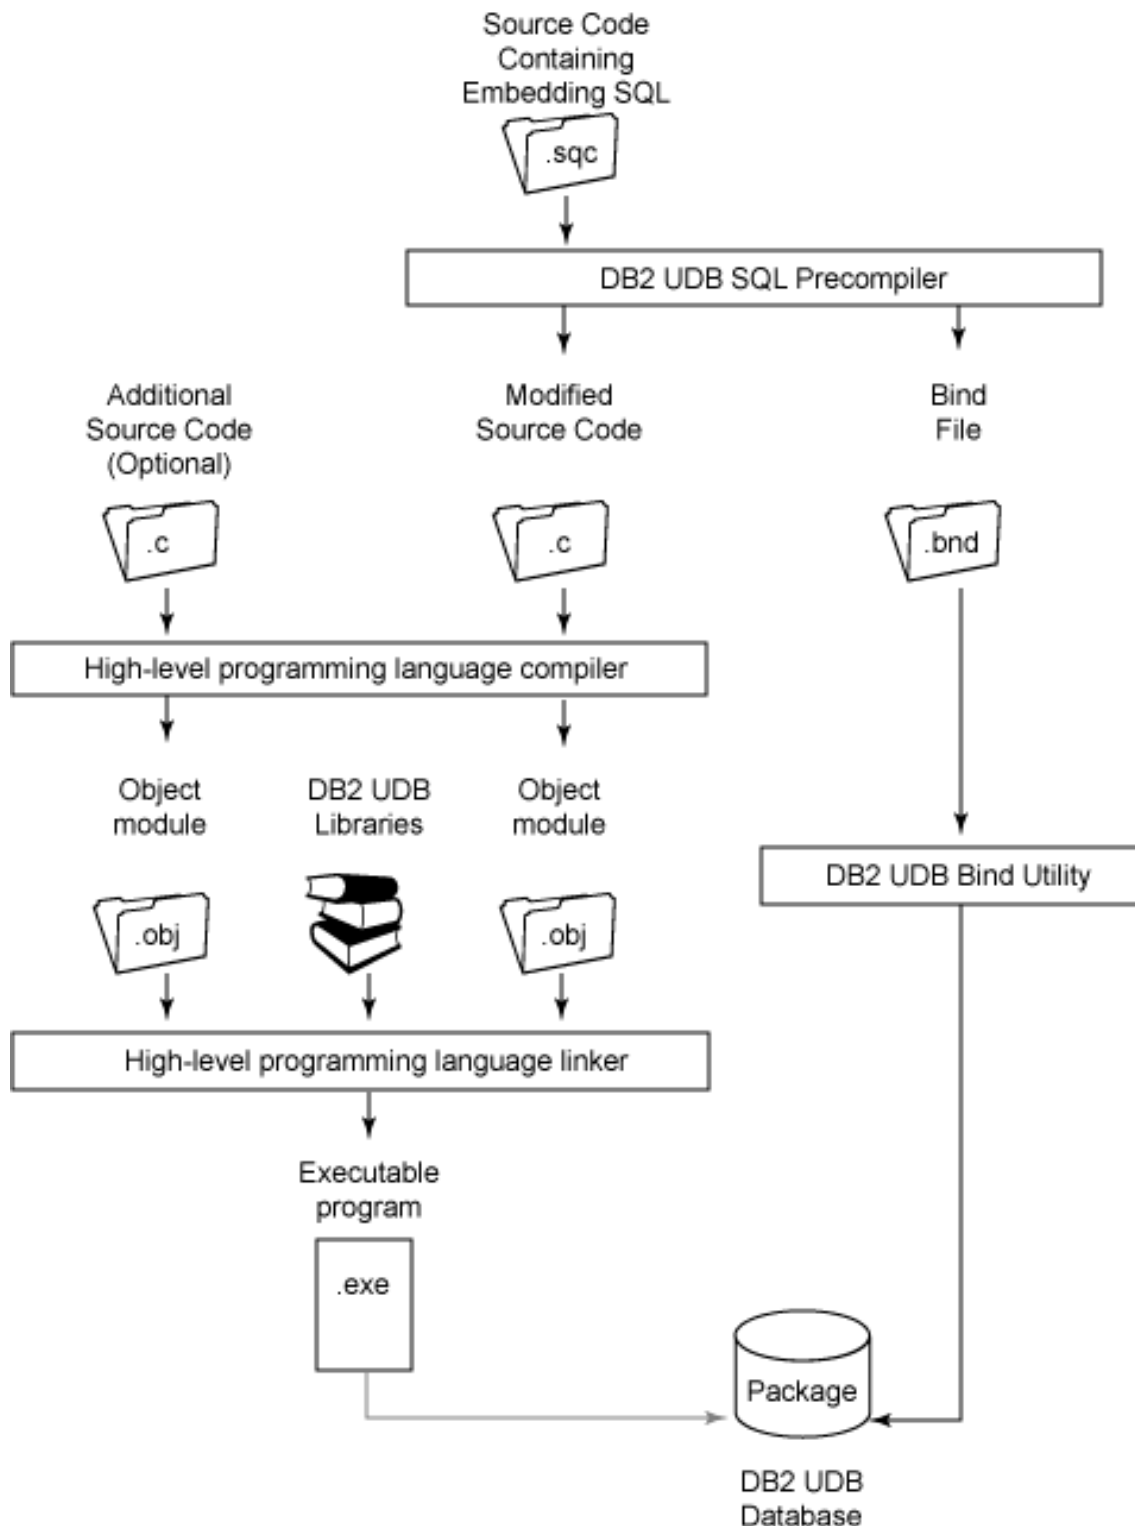 Source Code
Containing
Embedding SQL
.sqc
DB2 UDB SQL Precompiler
Additional
Source Code
(Optional)
Modified
Source Code
Bind
File
.c
.c
.bnd
High-level programming language compiler
Object
module
DB2 UDB
Libraries
Object
module
DB2 UDB Bind Utility
.obj
.obj
High-level programming language linker
Executable
program
.exe
Package
DB2 UDB
Database